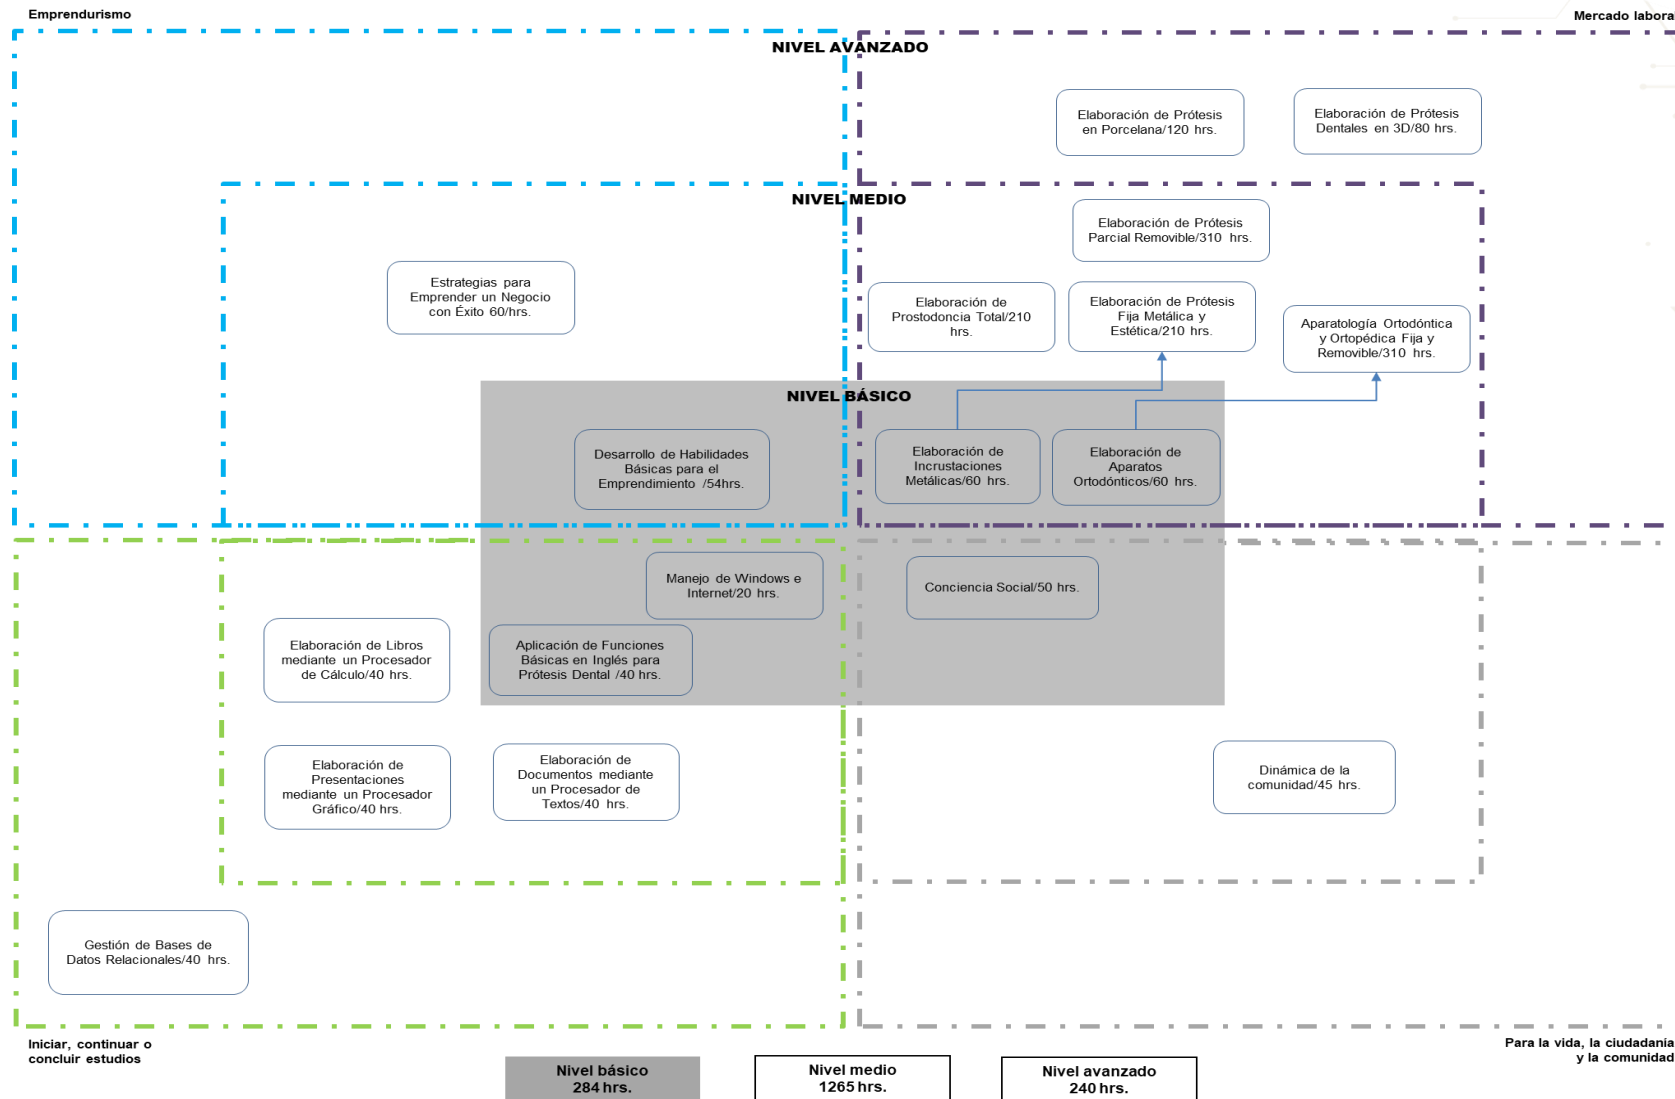 Emprendurismo
Mercado labora
NIVEL AVANZADO
Elaboración de Prótesis
en Porcelana/120 hrs.
Elaboración de Prótesis
Dentales en 3D/80 hrs.
NIVEL MEDIO
Elaboración de Prótesis
Parcial Removible/310 hrs.
Estrategias para
Emprender un Negocio
con Éxito 60/hrs.
Elaboración de
Prostodoncia Total/210
hrs.
Elaboración de Prótesis
Fija Metálica y
Estética/210 hrs.
Aparatología Ortodóntica
y Ortopédica Fija y
Removible/310 hrs.
NIVEL BÁSICO
Desarrollo de Habilidades
Básicas para el
Emprendimiento /54hrs.
Elaboración de
Incrustaciones
Metálicas/60 hrs.
Elaboración de
Aparatos
Ortodónticos/60 hrs.
Manejo de Windows e
Internet/20 hrs.
Conciencia Social/50 hrs.
Elaboración de Libros
mediante un Procesador
de Cálculo/40 hrs.
Aplicación de Funciones
Básicas en Inglés para
Prótesis Dental /40 hrs.
Elaboración de
Presentaciones
mediante un Procesador
Gráfico/40 hrs.
Elaboración de
Documentos mediante
un Procesador de
Textos/40 hrs.
Dinámica de la
comunidad/45 hrs.
Gestión de Bases de
Datos Relacionales/40 hrs.
Iniciar, continuar o
concluir estudios
Para la vida, la ciudadanía
y la comunidad
Nivel básico
284 hrs.
Nivel medio
1265 hrs.
Nivel avanzado
240 hrs.